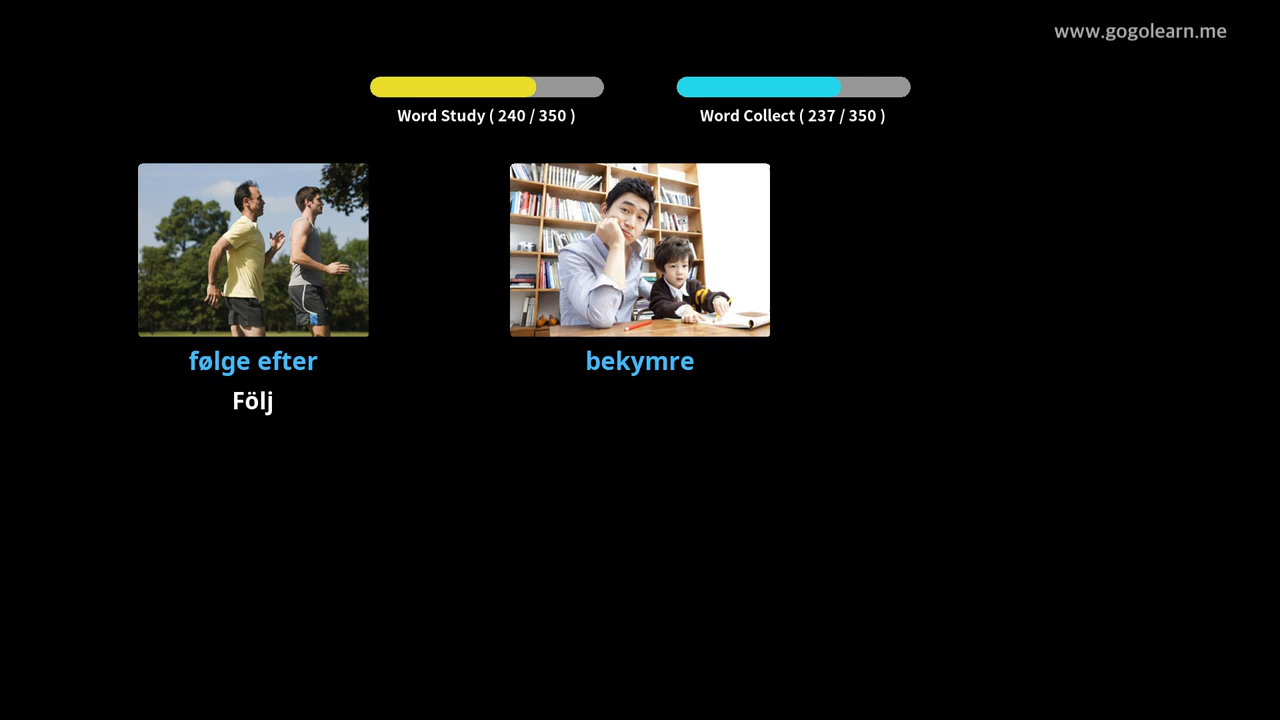 www.gogolearn.me
Word Study ( 240 / 350 )
Word Collect ( 237 / 350 )
følge efter
bekymre
Följ